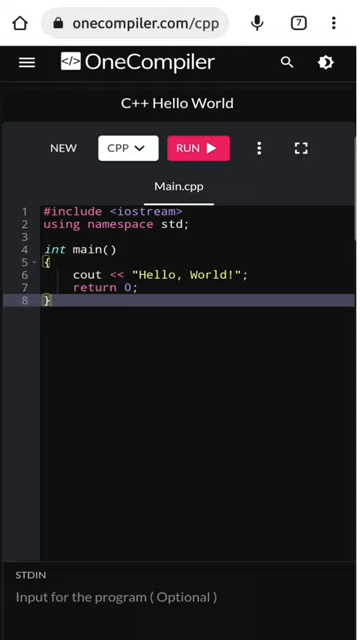 onecompiler.com/cpp
7
</> OneCompiler
C++ Hello World
NEW CPP RUN
Main.cpp
1 #include <iostream>
2 using namespace std;
3
4 int main()
5 {
6 cout << "Hello, World!";
7 return 0;
8 }
STDIN
Input for the program ( Optional )